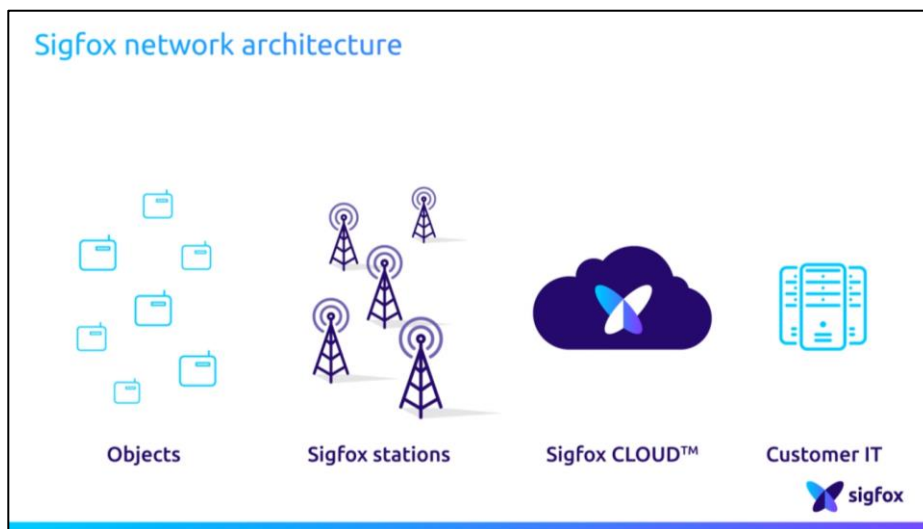 Sigfox network architecture
Objects
Sigfox stations
Sigfox CLOUD™
Customer IT
sigfox